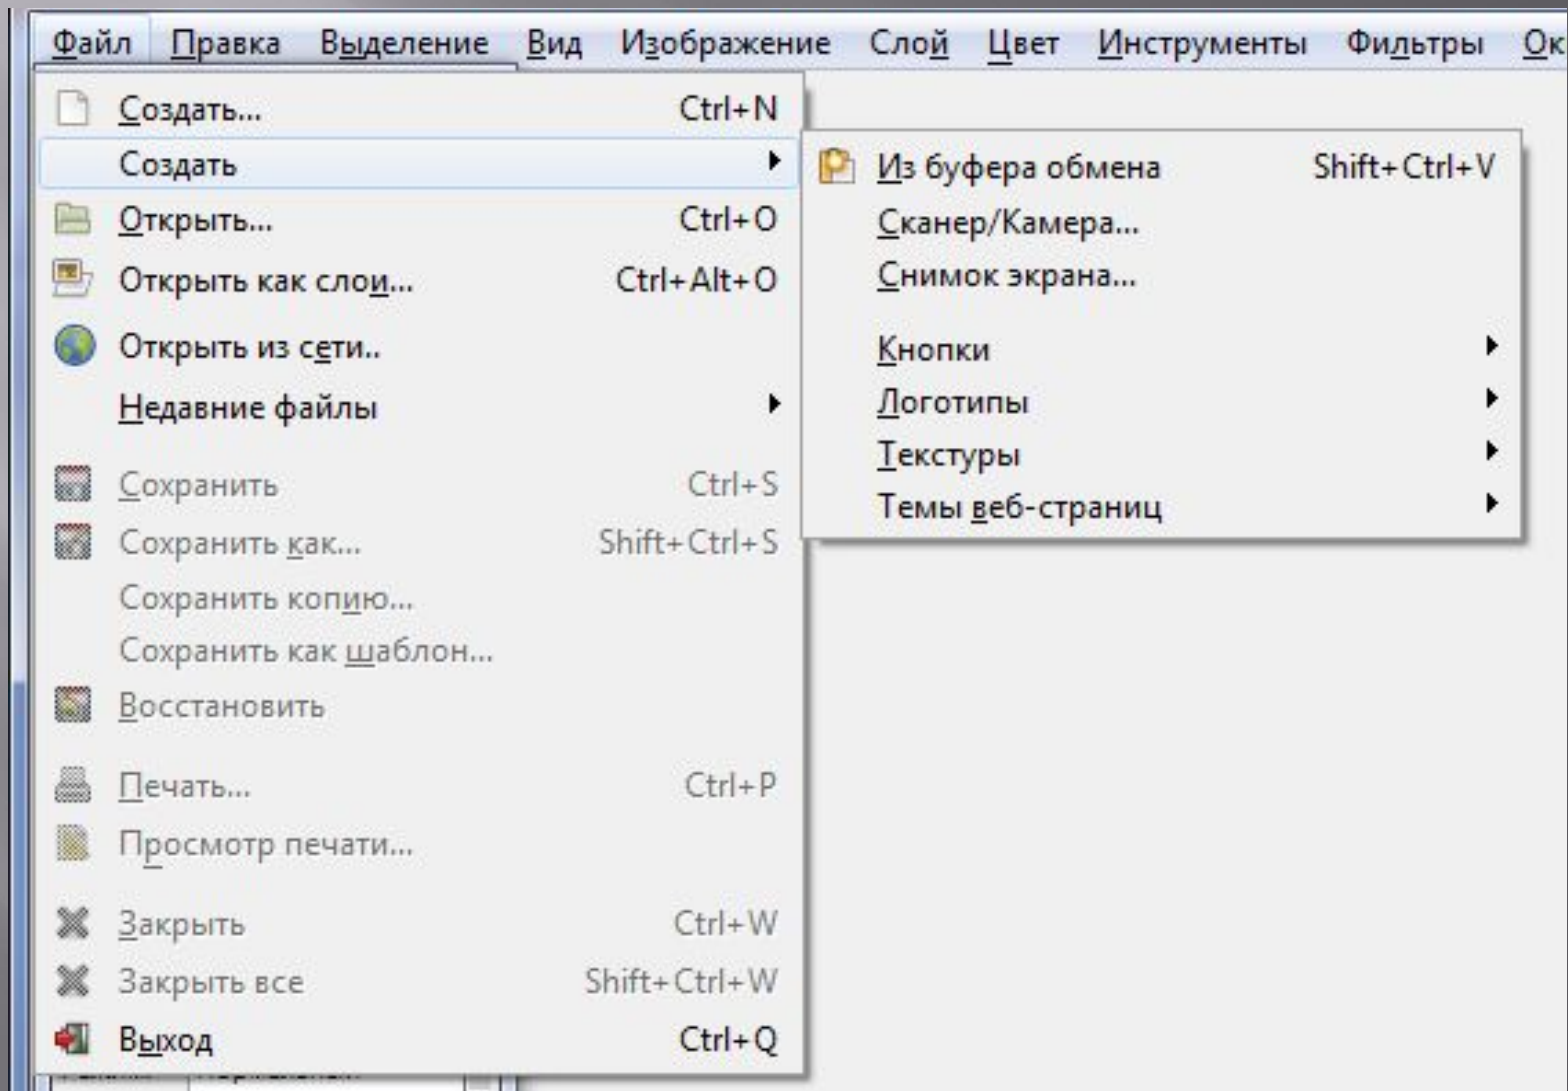 Файл Правка Выделение Вид Изображение Слой Цвет Инструменты Фильтры Ок
Создать... Ctrl+N
Создать
Открыть... Ctrl+O
Открыть как слои... Ctrl+Alt+O
Открыть из сети..
Недавние файлы
Сохранить Ctrl+S
Сохранить как... Shift+Ctrl+S
Сохранить копию...
Сохранить как шаблон...
Восстановить
Печать... Ctrl+P
Просмотр печати...
Закрыть Ctrl+W
Закрыть все Shift+Ctrl+W
Выход Ctrl+Q
Из буфера обмена Shift+Ctrl+V
Сканер/Камера...
Снимок экрана...
Кнопки
Логотипы
Текстуры
Темы веб-страниц